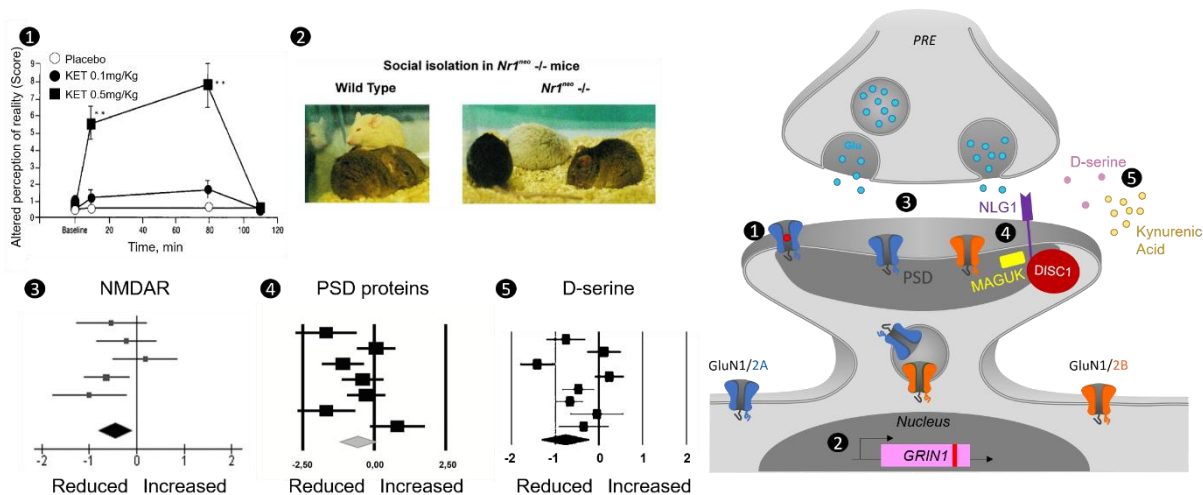 1
Placebo
KET 0.1mg/Kg
KET 0.5mg/Kg
Altered perception of reality (Score)
9
8
7
6
5
4
3
2
1
0
**
**
Baseline
20
40
60
80
100
120
Time, min
2
Social isolation in Nr1neo -/- mice
Wild Type
Nr1neo -/-
3
NMDAR
-2
-1
0
1
2
Reduced
Increased
4
PSD proteins
-2,50
0,00
2,50
Reduced
Increased
5
D-serine
-2
-1
0
1
2
Reduced
Increased
PRE
Glu
D-serine
5
Kynurenic
Acid
3
NLG1
1
4
PSD
MAGUK
DISC1
GluN1/2A
GluN1/2B
Nucleus
2
GRIN1